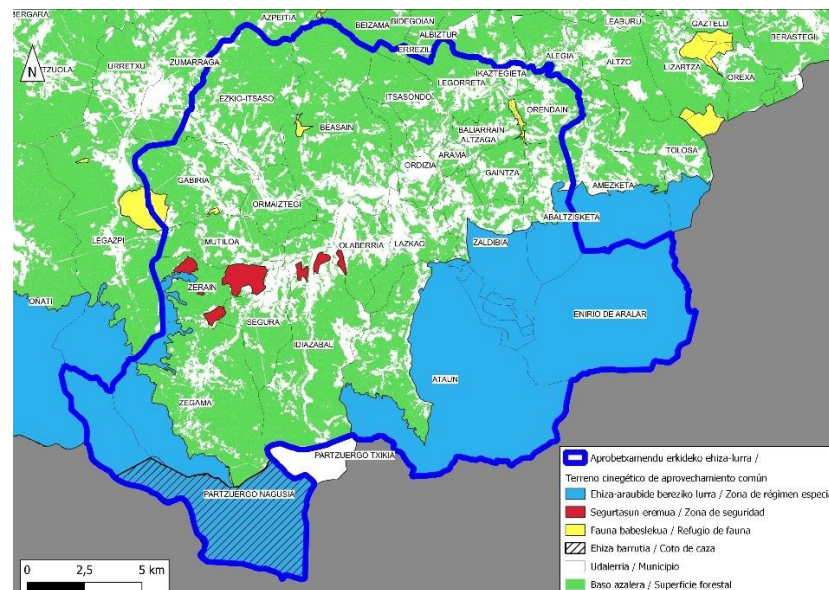 BERGARA
AZPEITIA
BEIZAMA
BIDEGOIAN
ALBIZTUR
ERREZIL
LEABURU
GAZTELU
BERASTEGI
N
TZUOLA
URRETXU
ZUMARRAGA
ALEGIA
ALTZO
LIZARTZA
OREXA
IKAZTEGIETA
LEGORRETA
ITSASONDO
EZKIO-ITSASO
ORENDAIN
BEASAIN
BALIARRAIN
ALTZAGA
TOLOSA
ARAMA
ORDIZIA
GAINTZA
GABIRIA
AMEZKETA
ORMAIZTEGI
ABALTZISKETA
LEGAZPI
MUTILOA
OLABERRIA
LAZKAO
ZALDIBIA
ZERAIN
OÑATI
SEGURA
ENIRIO DE ARALAR
IDIAZABAL
ATAUN
ZEGAMA
PARTZUERGO TXIKIA
PARTZUERGO NAGUSIA
0 2,5 5 km
Aprobetxamendu erkideko ehiza-lurra /
Terreno cinegético de aprovechamiento común
Ehiza-araubide bereziko lurra / Zona de régimen especia
Segurtasun eremua / Zona de seguridad
Fauna babeslekua / Refugio de fauna
Ehiza barrutia / Coto de caza
Udalerria / Municipio
Baso azalera / Superficie forestal